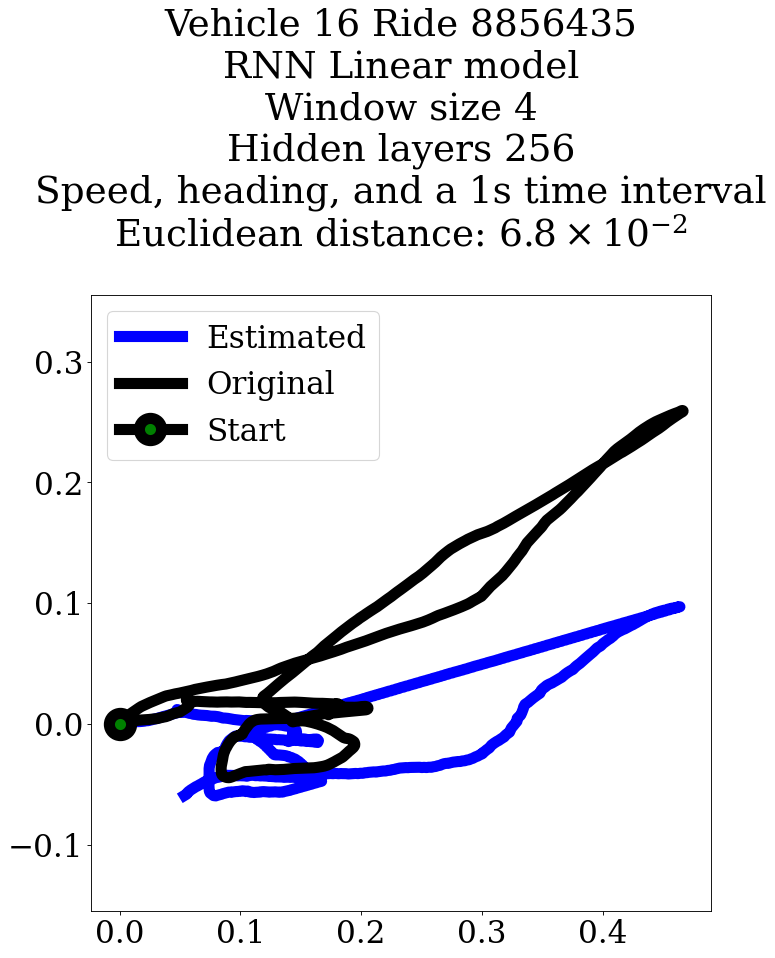 Vehicle 16 Ride 8856435
RNN Linear model
Window size 4
Hidden layers 256
Speed, heading, and a 1s time interval
Euclidean distance: 6.8 × 10⁻²
Estimated
Original
Start
0.3
0.2
0.1
0.0
−0.1
0.0 0.1 0.2 0.3 0.4